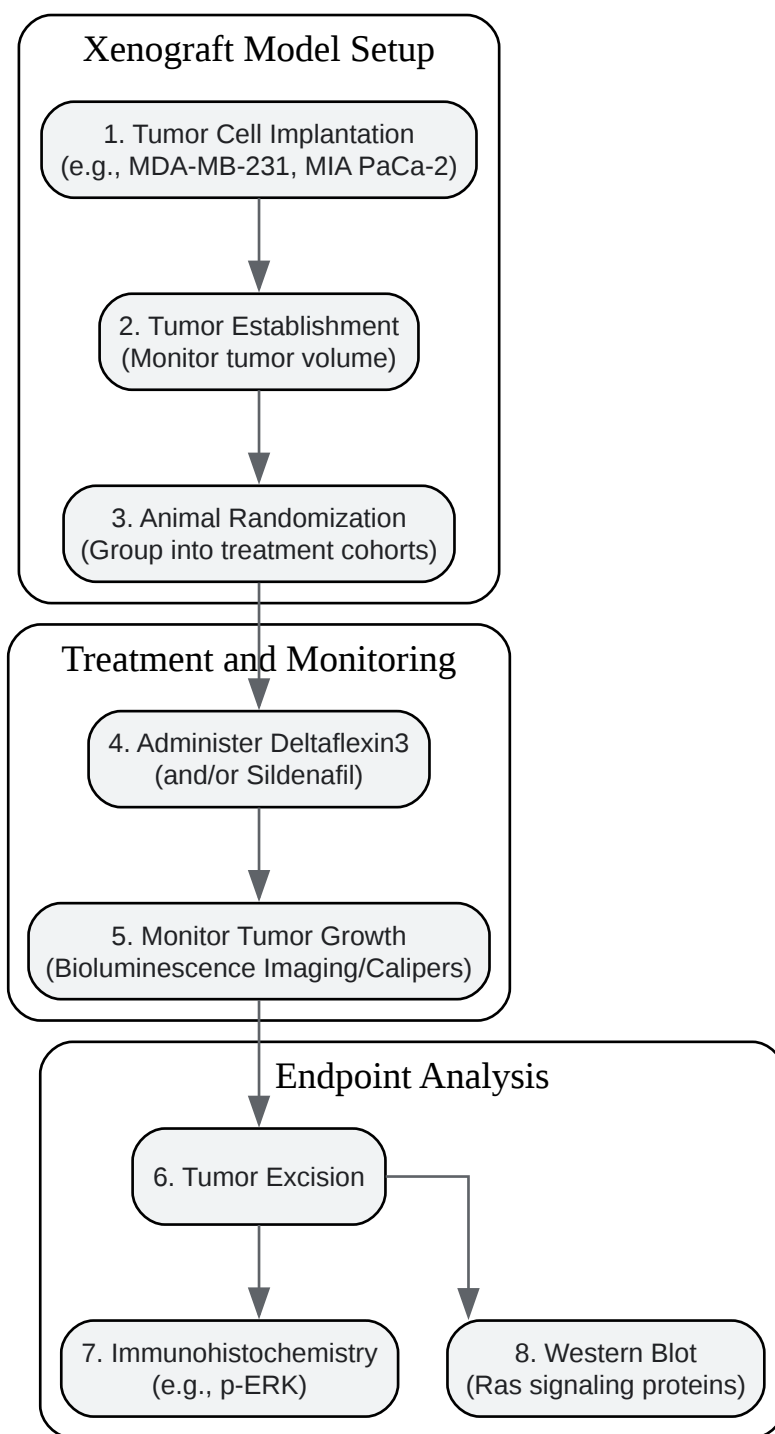 Xenograft Model Setup
1. Tumor Cell Implantation
(e.g., MDA-MB-231, MIA PaCa-2)
2. Tumor Establishment
(Monitor tumor volume)
3. Animal Randomization
(Group into treatment cohorts)
Treatment and Monitoring
4. Administer Deltaflexin3
(and/or Sildenafil)
5. Monitor Tumor Growth
(Bioluminescence Imaging/Calipers)
Endpoint Analysis
6. Tumor Excision
7. Immunohistochemistry
(e.g., p-ERK)
8. Western Blot
(Ras signaling proteins)